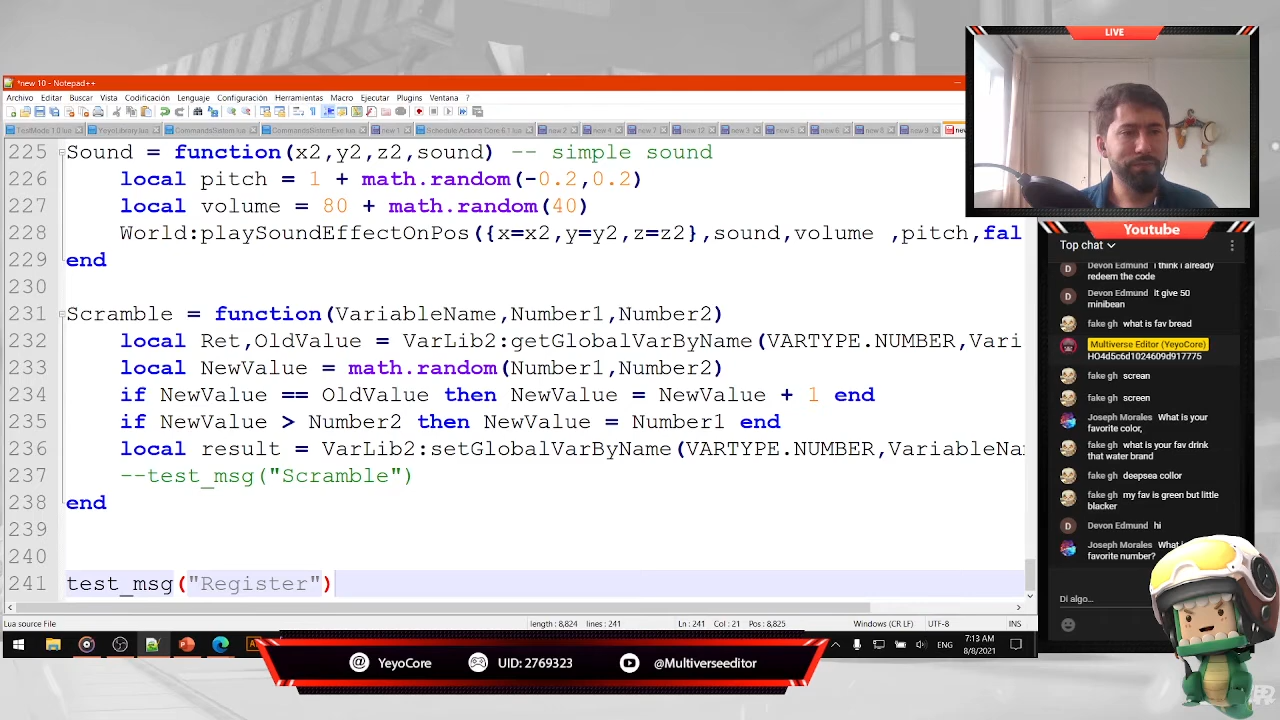 LIVE
*new 10 - Notepad++
Archivo Editar Buscar Vista Codificación Lenguaje Configuración Herramientas Macro Ejecutar Plugins Ventana ?
YeyoLibrary.lua CommandsSistem.lua CommandsSistemExe.lua new 1 Schedule Actions Core 6.1.lua new 2 new 4 new 7 new 12 new 3 new 5 new 6 new 8 new 9 new
225 Sound = function(x2,y2,z2,sound) -- simple sound
226 local pitch = 1 + math.random(-0.2,0.2)
227 local volume = 80 + math.random(40)
228 World:playSoundEffectOnPos({x=x2,y=y2,z=z2},sound,volume ,pitch,fal
229 end
230
231 Scramble = function(VariableName,Number1,Number2)
232 local Ret,OldValue = VarLib2:getGlobalVarByName(VARTYPE.NUMBER,Vari
233 local NewValue = math.random(Number1,Number2)
234 if NewValue == OldValue then NewValue = NewValue + 1 end
235 if NewValue > Number2 then NewValue = Number1 end
236 local result = VarLib2:setGlobalVarByName(VARTYPE.NUMBER,VariableNa
237 --test_msg("Scramble")
238 end
239
240
241 test_msg("Register")
Lua source File length : 8,824 lines : 241 Ln : 241 Col : 21 Pos : 8,825 Windows (CR LF) UTF-8 INS
ENG
7:13 AM
8/8/2021
Youtube
Top chat
D Devon Edmund i think i already
redeem the code
D Devon Edmund it give 50
minibean
fake gh what is fav bread
Multiverse Editor (YeyoCore)
HO4d5c6d1024609d917775
fake gh screan
fake gh screen
Joseph Morales What is your
favorite color,
fake gh what is your fav drink
that water brand
fake gh deepsea collor
fake gh my fav is green but little
blacker
D Devon Edmund hi
Joseph Morales
favorite number?
Di algo...
YeyoCore
UID: 2769323
@Multiverseeditor